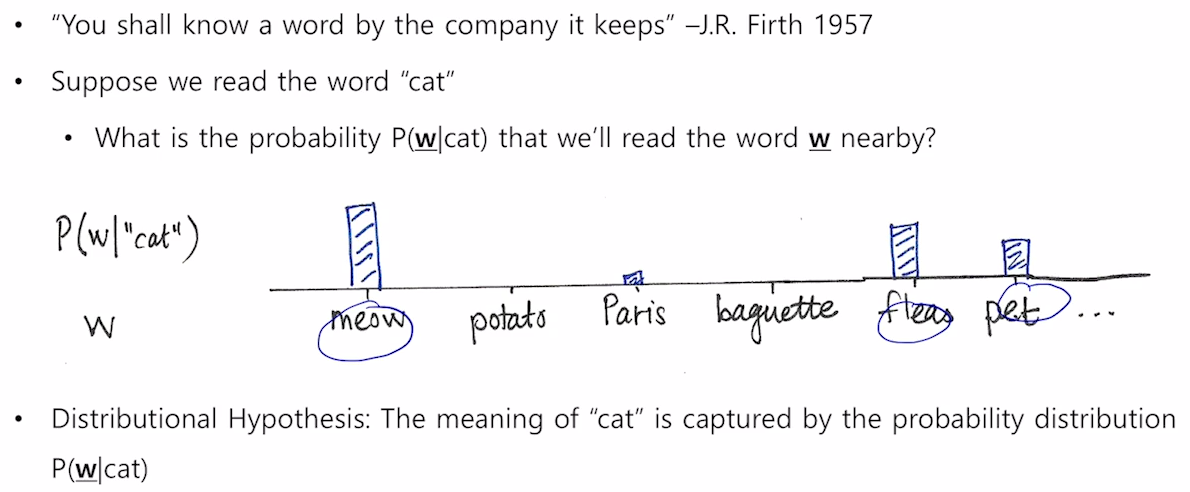 • “You shall know a word by the company it keeps” –J.R. Firth 1957
• Suppose we read the word “cat”
• What is the probability P(w|cat) that we’ll read the word w nearby?
P(w|"cat")
W meow potato Paris baguette fleas pet ...
• Distributional Hypothesis: The meaning of “cat” is captured by the probability distribution
P(w|cat)